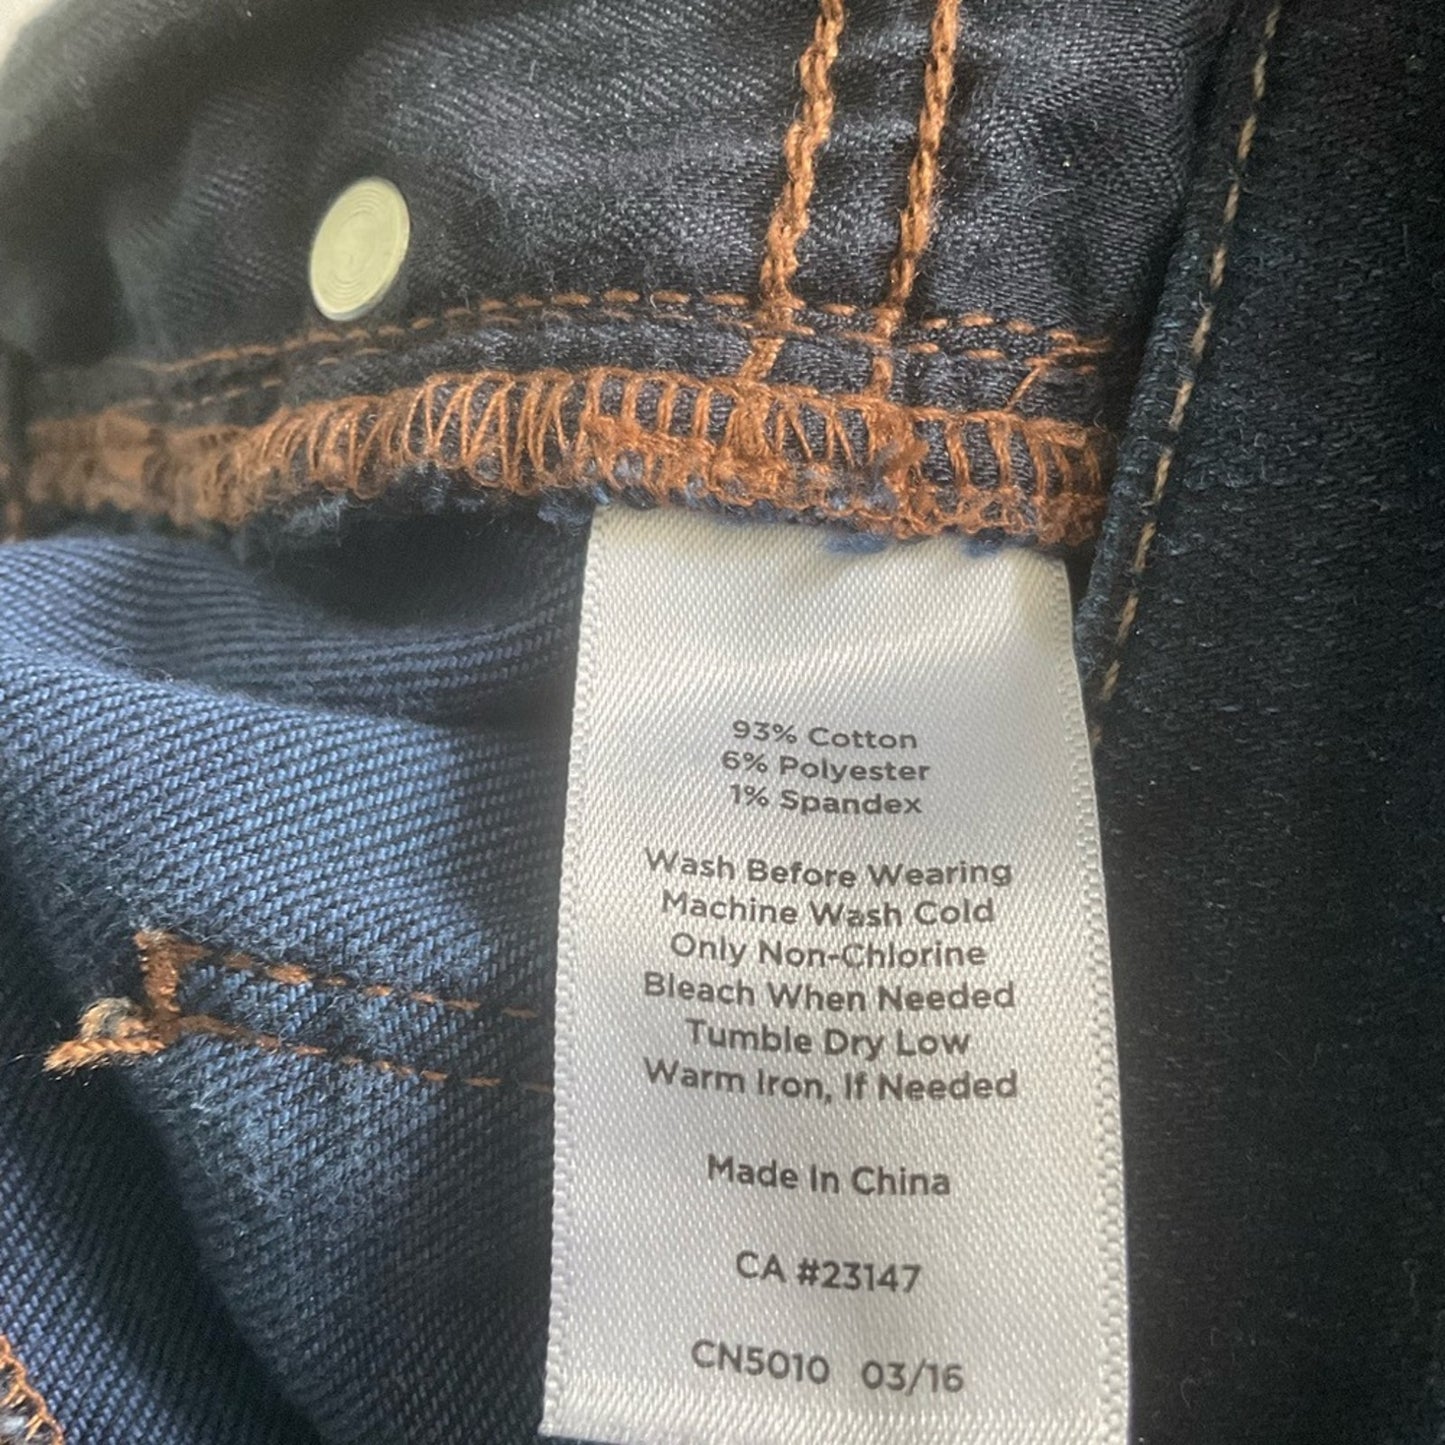 93% Cotton
6% Polyester
1% Spandex
Wash Before Wearing
Machine Wash Cold
Only Non-Chlorine
Bleach When Needed
Tumble Dry Low
Warm Iron, If Needed
Made In China
CA #23147
CN5010 03/16